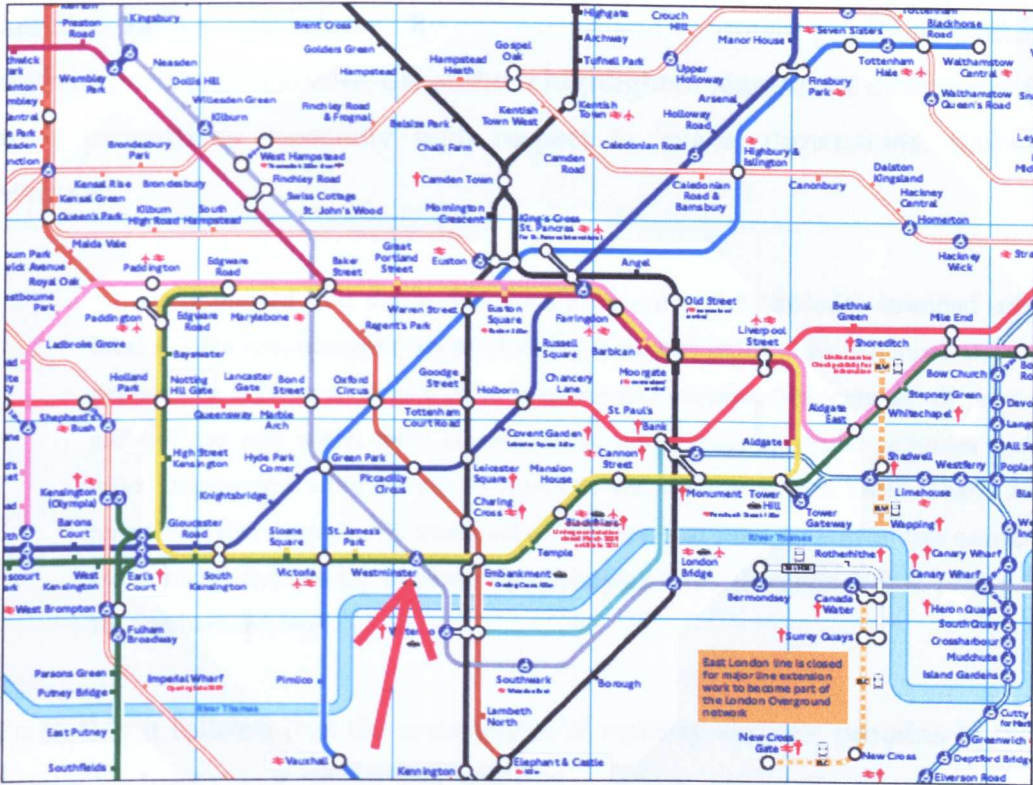 Preston
Road
Kingsbury
Brent Cross
Highgate
Crouch
Hill
Tottenham
Blackhorse
Road
Neasden
Golders Green
Gospel
Oak
Archway
Manor House
Seven Sisters
Wembley
Park
Dollis Hill
Hampstead
Hampstead
Heath
Tufnell Park
Upper
Holloway
Tottenham
Hale
Walthamstow
Central
Willesden Green
Finchley Road
& Frognal
Kentish
Town West
Kentish
Town
Arsenal
Finsbury
Park
Walthamstow
Queen's Road
Kilburn
Belsize Park
Holloway
Road
Brondesbury
Park
West Hampstead
Chalk Farm
Camden
Road
Caledonian Road
Highbury &
Islington
Dalston
Kingsland
Kensal Rise
Brondesbury
Finchley Road
Camden Town
Caledonian
Road &
Barnsbury
Canonbury
Hackney
Central
Kensal Green
Swiss Cottage
Queen's Park
Kilburn
High Road
South
Hampstead
St. John's Wood
Mornington
Crescent
King's Cross
St. Pancras
Homerton
Maida Vale
Paddington
Edgware
Road
Baker
Street
Great
Portland
Street
Euston
Angel
Hackney
Wick
Royal Oak
Warren Street
Euston
Square
Farringdon
Old Street
Liverpool
Street
Bethnal
Green
Mile End
Paddington
Edgware
Road
Marylebone
Regent's Park
Russell
Square
Barbican
Shoreditch
Ladbroke Grove
Bayswater
Goodge
Street
Moorgate
Bow Church
Holland
Park
Notting
Hill Gate
Lancaster
Gate
Bond
Street
Oxford
Circus
Holborn
Chancery
Lane
Stepney Green
Shepherd's
Bush
Queensway
Marble
Arch
Tottenham
Court Road
St. Paul's
Aldgate
East
Whitechapel
Covent Garden
Bank
Aldgate
High Street
Kensington
Hyde Park
Corner
Green Park
Leicester
Square
Mansion
House
Cannon
Street
Shadwell
Westferry
Kensington
(Olympia)
Knightsbridge
Piccadilly
Circus
Charing
Cross
Monument
Tower
Hill
Limehouse
Barons
Court
Gloucester
Road
Sloane
Square
St. James's
Park
Blackfriars
Tower
Gateway
Wapping
Temple
River Thames
Rotherhithe
Canary Wharf
West
Kensington
Earl's
Court
South
Kensington
Victoria
Westminster
Embankment
London
Bridge
Canary Wharf
West Brompton
Bermondsey
Canada
Water
Heron Quays
Fulham
Broadway
Waterloo
Surrey Quays
South Quay
Crossharbour
Parsons Green
Imperial Wharf
Pimlico
Southwark
East London line is closed
for major line extension
work to become part of
the London Overground
network
Mudchute
Putney Bridge
River Thames
Borough
Island Gardens
East Putney
Lambeth
North
New Cross
Gate
New Cross
Greenwich
Southfields
Vauxhall
Kennington
Elephant & Castle
Elverson Road